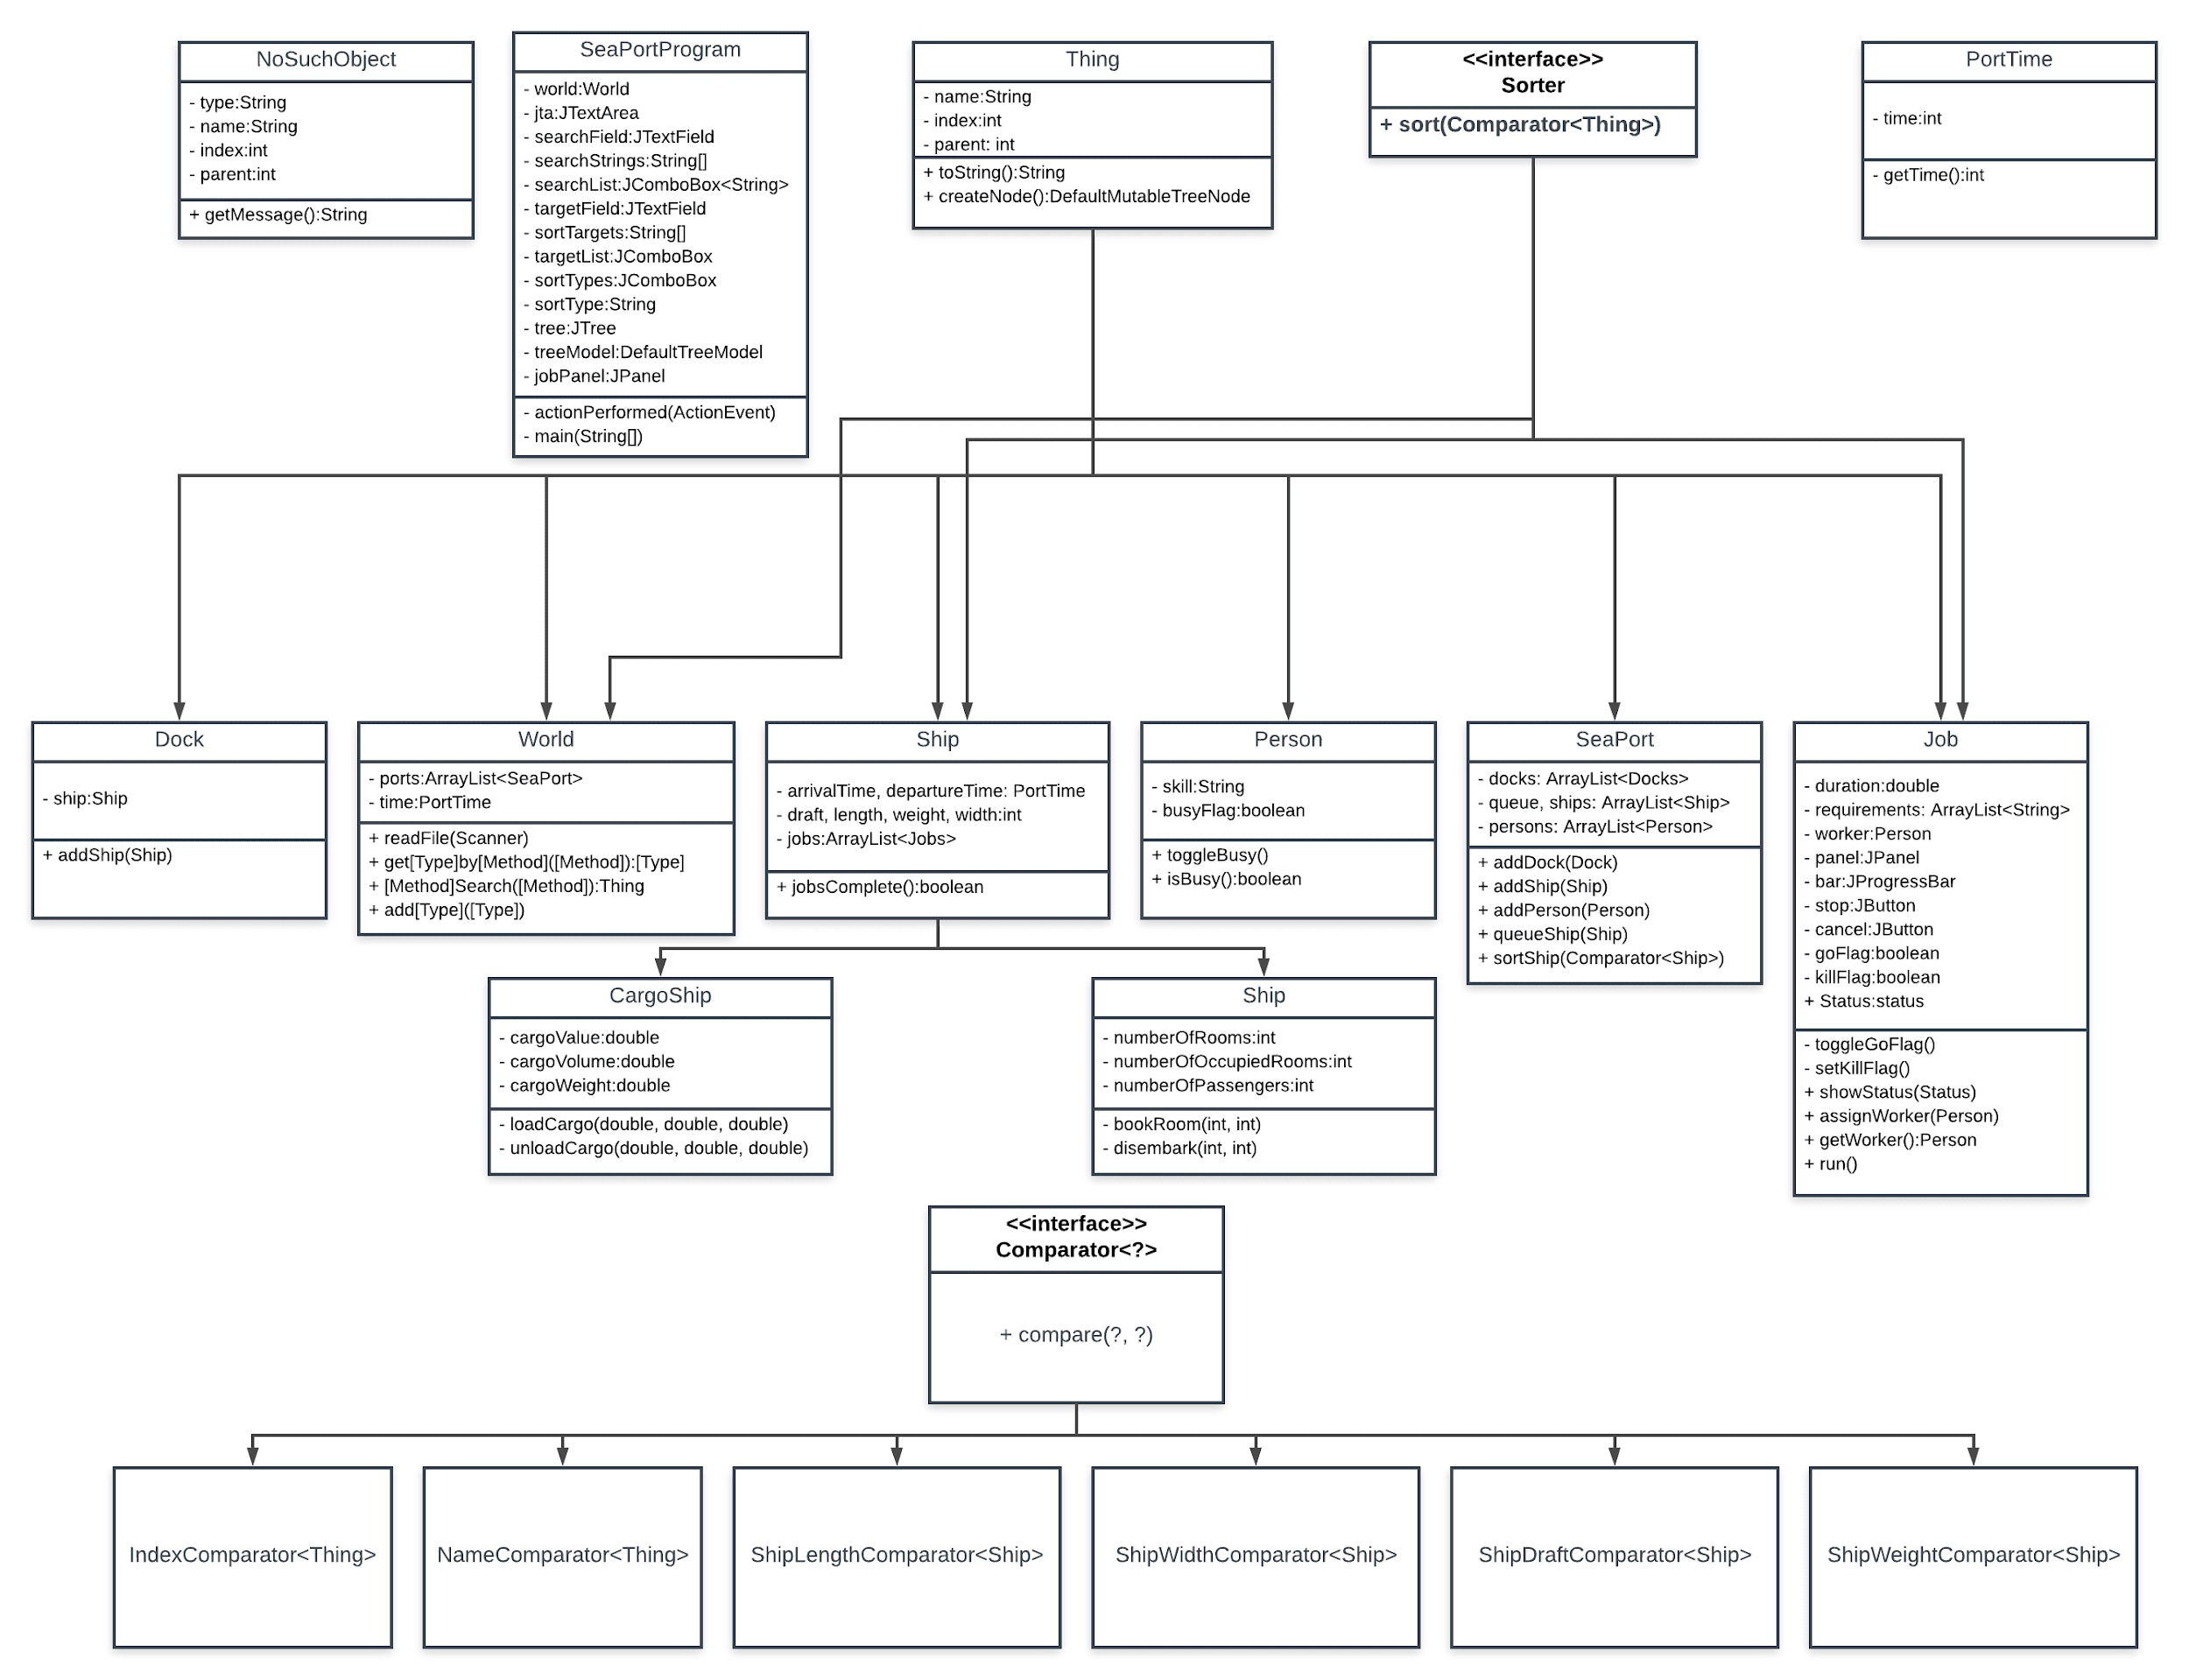 NoSuchObject
- type:String
- name:String
- index:int
- parent:int
+ getMessage():String
SeaPortProgram
- world:World
- jta:JTextArea
- searchField:JTextField
- searchStrings:String[]
- searchList:JComboBox<String>
- targetField:JTextField
- sortTargets:String[]
- targetList:JComboBox
- sortTypes:JComboBox
- sortType:String
- tree:JTree
- treeModel:DefaultTreeModel
- jobPanel:JPanel
- actionPerformed(ActionEvent)
- main(String[])
Thing
- name:String
- index:int
- parent: int
+ toString():String
+ createNode():DefaultMutableTreeNode
<<interface>>
Sorter
+ sort(Comparator<Thing>)
PortTime
- time:int
- getTime():int
Dock
- ship:Ship
+ addShip(Ship)
World
- ports:ArrayList<SeaPort>
- time:PortTime
+ readFile(Scanner)
+ get[Type]by[Method]([Method]):[Type]
+ [Method]Search([Method]):Thing
+ add[Type]([Type])
Ship
- arrivalTime, departureTime: PortTime
- draft, length, weight, width:int
- jobs:ArrayList<Jobs>
+ jobsComplete():boolean
Person
- skill:String
- busyFlag:boolean
+ toggleBusy()
+ isBusy():boolean
SeaPort
- docks: ArrayList<Docks>
- queue, ships: ArrayList<Ship>
- persons: ArrayList<Person>
+ addDock(Dock)
+ addShip(Ship)
+ addPerson(Person)
+ queueShip(Ship)
+ sortShip(Comparator<Ship>)
Job
- duration:double
- requirements: ArrayList<String>
- worker:Person
- panel:JPanel
- bar:JProgressBar
- stop:JButton
- cancel:JButton
- goFlag:boolean
- killFlag:boolean
+ Status:status
- toggleGoFlag()
- setKillFlag()
+ showStatus(Status)
+ assignWorker(Person)
+ getWorker():Person
+ run()
CargoShip
- cargoValue:double
- cargoVolume:double
- cargoWeight:double
- loadCargo(double, double, double)
- unloadCargo(double, double, double)
Ship
- numberOfRooms:int
- numberOfOccupiedRooms:int
- numberOfPassengers:int
- bookRoom(int, int)
- disembark(int, int)
<<interface>>
Comparator<?>
+ compare(?, ?)
IndexComparator<Thing>
NameComparator<Thing>
ShipLengthComparator<Ship>
ShipWidthComparator<Ship>
ShipDraftComparator<Ship>
ShipWeightComparator<Ship>